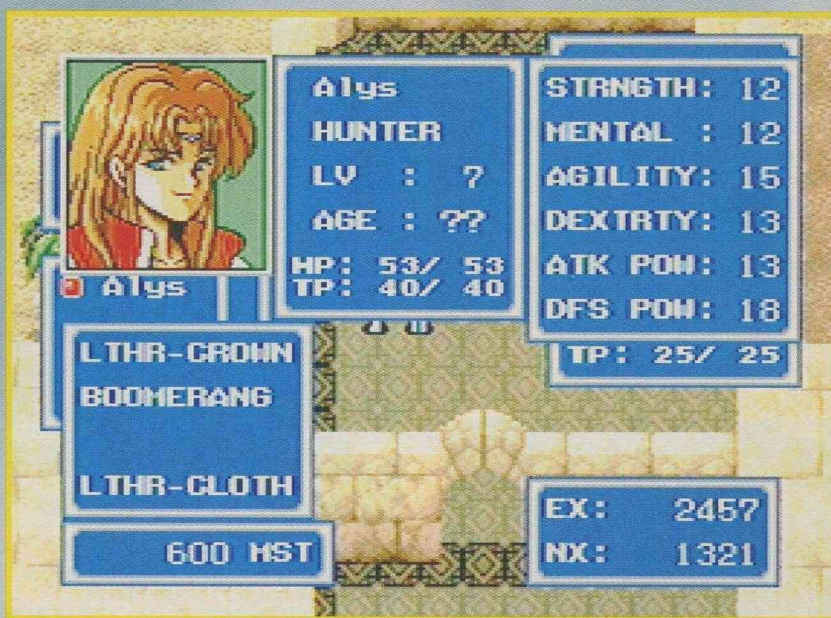 Alys
HUNTER
LV : 7
AGE : ??
HP: 53/ 53
TP: 40/ 40
STRNGTH: 12
MENTAL : 12
AGILITY: 15
DEXTRTY: 13
ATK POW: 13
DFS POW: 18
TP: 25/ 25
Alys
LTHR-CROWN
BOOMERANG
LTHR-CLOTH
600 MST
EX: 2457
NX: 1321